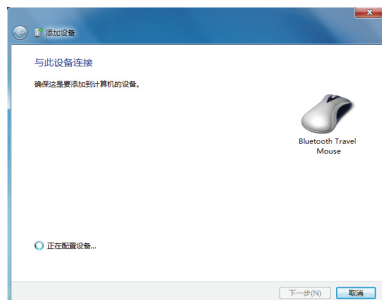 添加设备
与此设备连接
确保这是要添加到计算机的设备。
Bluetooth Travel
Mouse
正在配置设备...
下一步(N)
取消